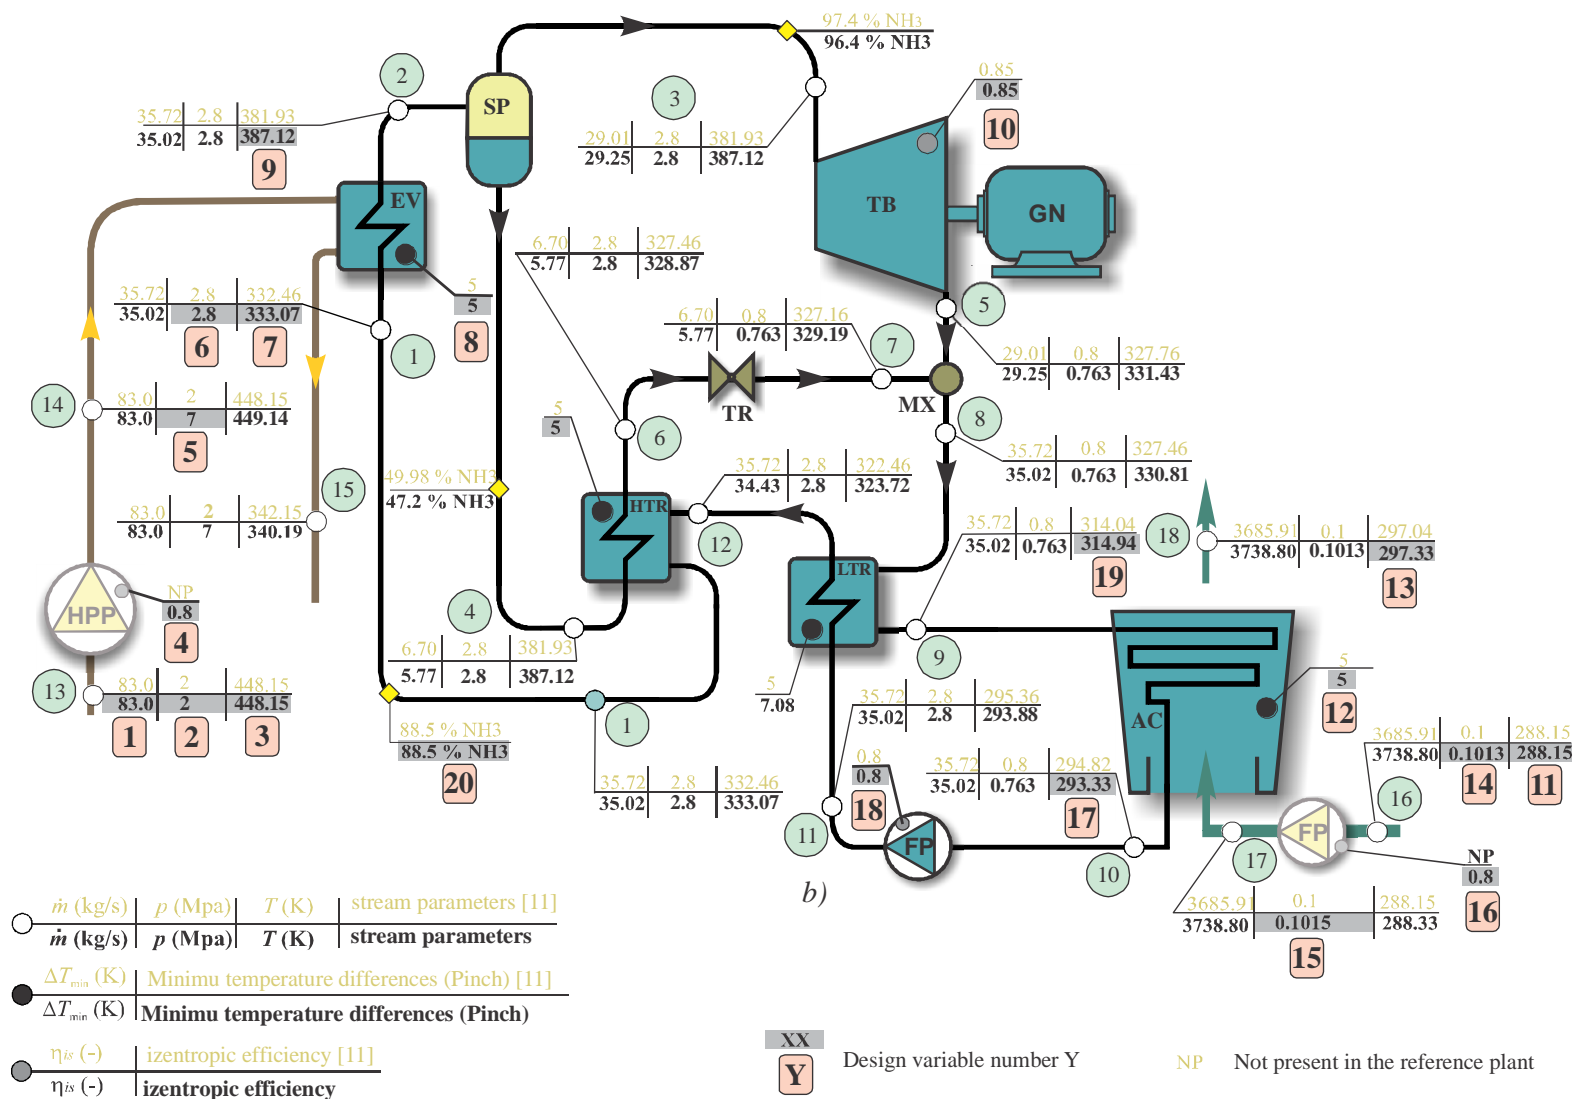 97.4 % NH3
96.4 % NH3
2
SP
3
0.85
0.85
10
35.72 2.8 381.93
35.02 2.8 387.12
9
29.01 2.8 381.93
29.25 2.8 387.12
EV
TB
GN
6.70 2.8 327.46
5.77 2.8 328.87
5
5
8
35.72 2.8 332.46
35.02 2.8 333.07
6 7
1
6.70 0.8 327.16
5.77 0.763 329.19
7
5
29.01 0.8 327.76
29.25 0.763 331.43
14
83.0 2 448.15
83.0 7 449.14
5
TR
MX
8
5
5
6
35.72 0.8 327.46
35.02 0.763 330.81
49.98 % NH3
47.2 % NH3
35.72 2.8 322.46
34.43 2.8 323.72
15
83.0 2 342.15
83.0 7 340.19
HTR
12
35.72 0.8 314.04
35.02 0.763 314.94
19
18
3685.91 0.1 297.04
3738.80 0.1013 297.33
13
LTR
HPP
NP
0.8
4
4
9
6.70 2.8 381.93
5.77 2.8 387.12
5
7.08
5
5
12
AC
13
83.0 2 448.15
83.0 2 448.15
1 2 3
1
35.72 2.8 295.36
35.02 2.8 293.88
88.5 % NH3
88.5 % NH3
20
3685.91 0.1 288.15
3738.80 0.1013 288.15
14 11
0.8
0.8
18
35.72 0.8 294.82
35.02 0.763 293.33
17
35.72 2.8 332.46
35.02 2.8 333.07
11
FP
10
16
17
FP
NP
0.8
16
b)
3685.91 0.1 288.15
3738.80 0.1015 288.33
15
ṁ (kg/s) p (Mpa) T (K) stream parameters [11]
ṁ (kg/s) p (Mpa) T (K) stream parameters
ΔTmin (K) Minimu temperature differences (Pinch) [11]
ΔTmin (K) Minimu temperature differences (Pinch)
ηis (-) izentropic efficiency [11]
ηis (-) izentropic efficiency
XX
Y
Design variable number Y
NP Not present in the reference plant